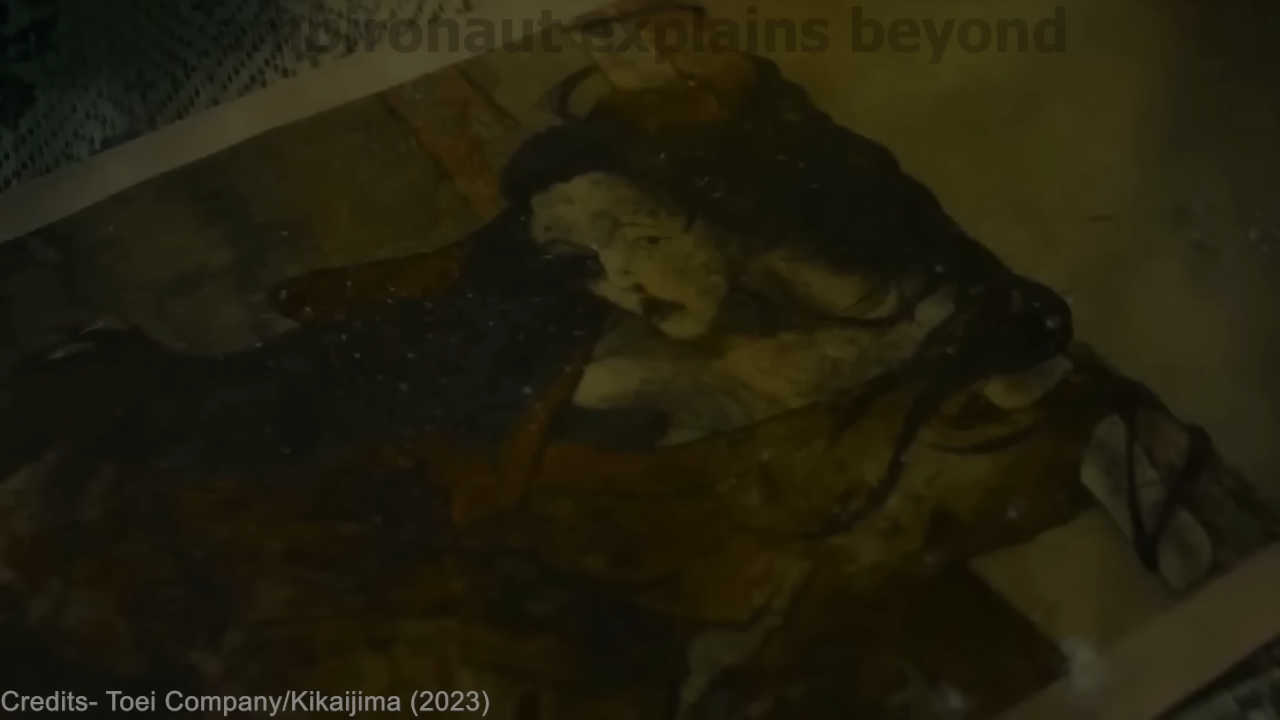 explains beyond
Credits- Toei Company/Kikaijima (2023)